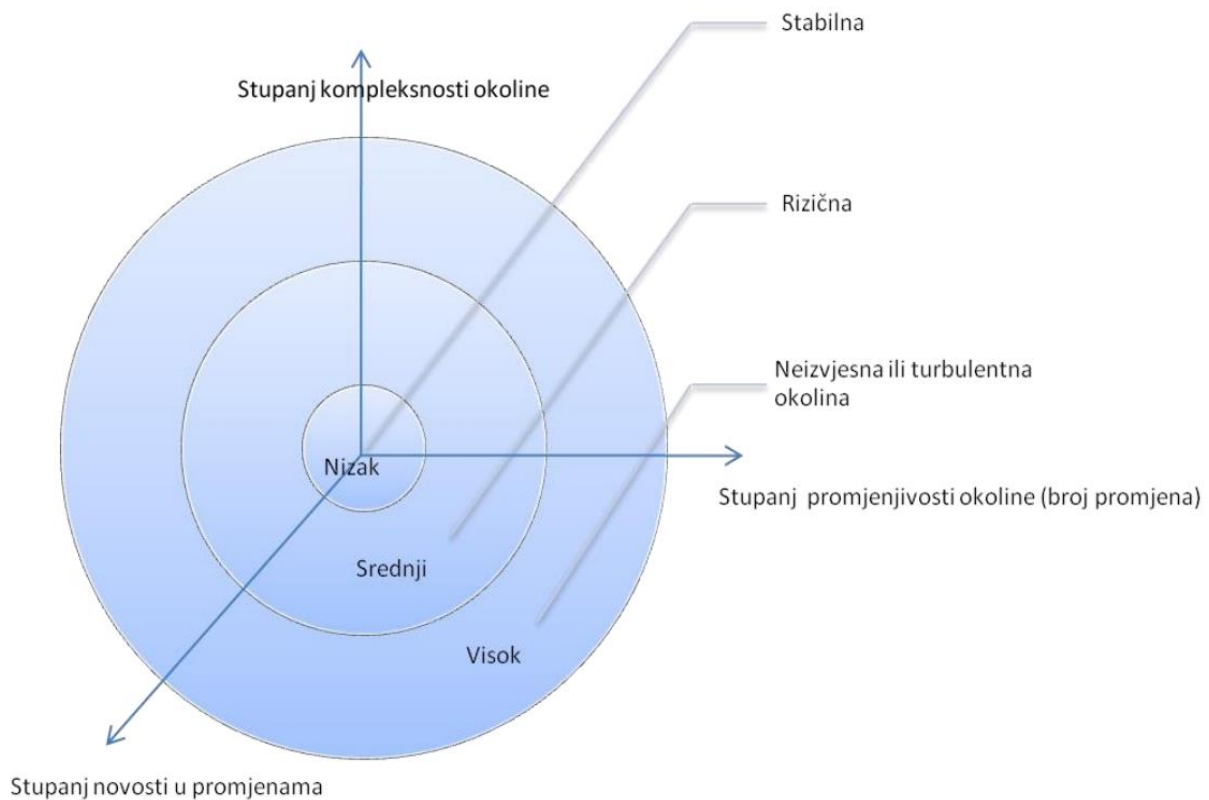 Stabilna
Stupanj kompleksnosti okoline
Rizična
Neizvjesna ili turbulentna
okolina
Nizak
Stupanj promjenjivosti okoline (broj promjena)
Srednji
Visok
Stupanj novosti u promjenama